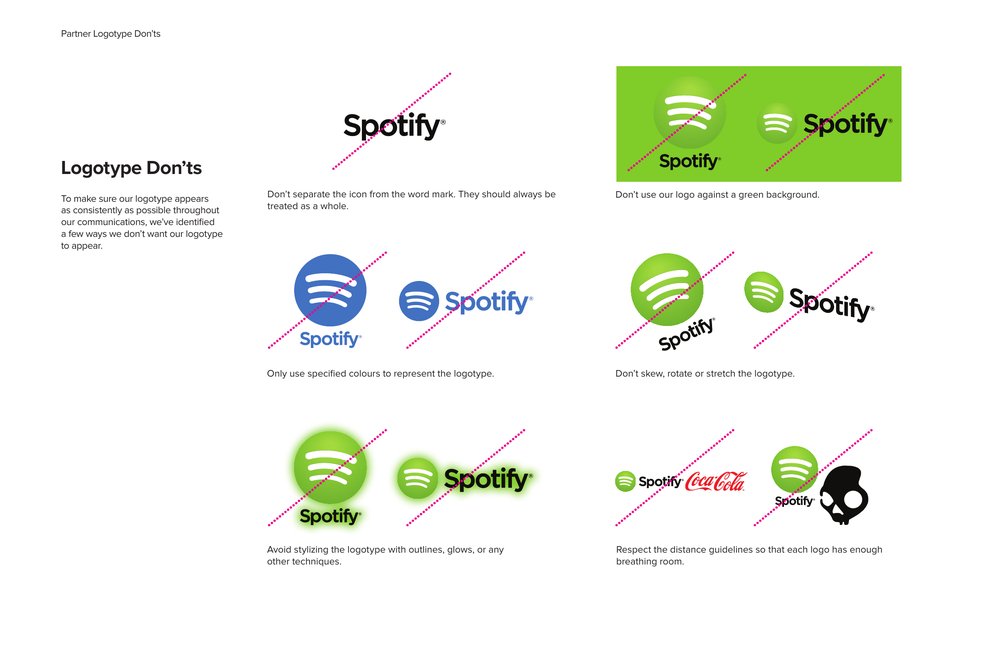 Partner Logotype Don'ts
Logotype Don'ts
To make sure our logotype appears
as consistently as possible throughout
our communications, we've identified
a few ways we don't want our logotype
to appear.
Spotify®
Don't separate the icon from the word mark. They should always be
treated as a whole.
Spotify®
Spotify®
Don't use our logo against a green background.
Spotify®
Spotify®
Only use specified colours to represent the logotype.
Spotify®
Spotify®
Don't skew, rotate or stretch the logotype.
Spotify®
Spotify®
Avoid stylizing the logotype with outlines, glows, or any
other techniques.
Spotify® Coca-Cola
Spotify®
Respect the distance guidelines so that each logo has enough
breathing room.